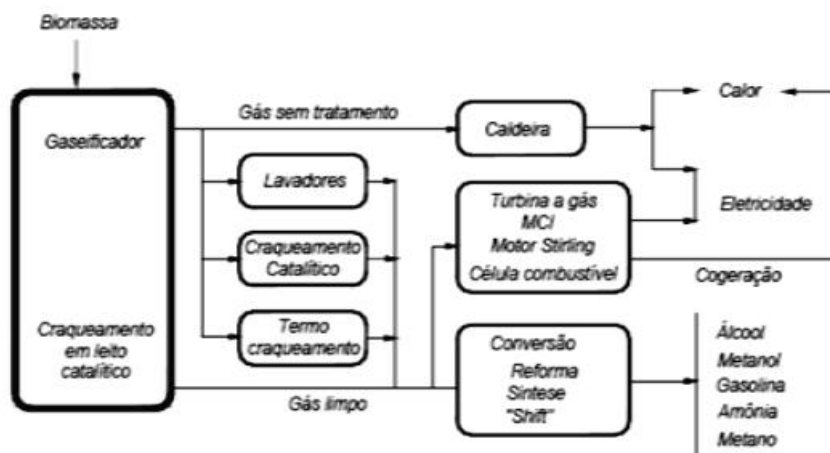 Biomassa
Gaseificador
Craqueamento
em leito
catalítico
Gás sem tratamento
Lavadores
Craqueamento
Catalítico
Termo
craqueamento
Gás limpo
Caldeira
Turbina a gás
MCI
Motor Stirling
Célula combustível
Conversão
Reforma
Síntese
"Shift"
Calor
Eletricidade
Cogeração
Álcool
Metanol
Gasolina
Amônia
Metano